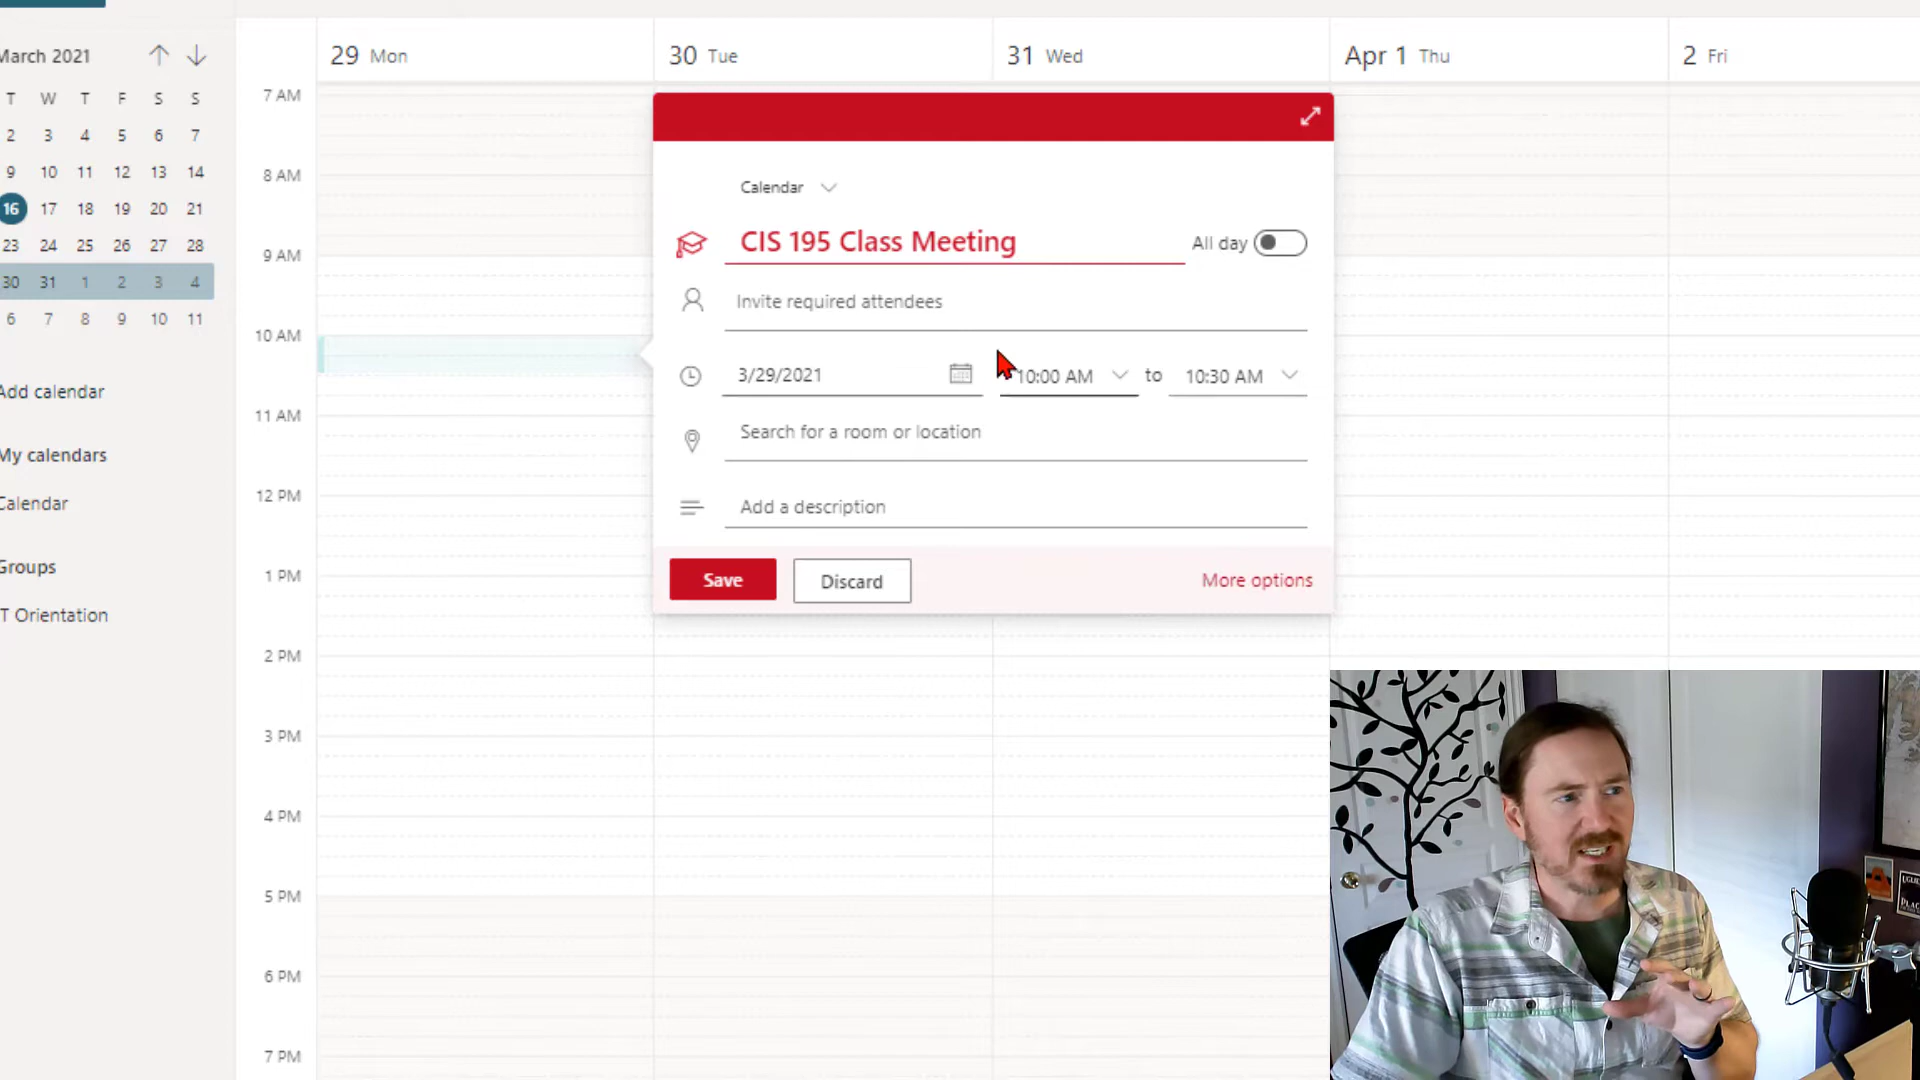 March 2021
T W T F S S
2 3 4 5 6 7
9 10 11 12 13 14
16 17 18 19 20 21
23 24 25 26 27 28
30 31 1 2 3 4
6 7 8 9 10 11
Add calendar
My calendars
Calendar
Groups
IT Orientation
29 Mon
30 Tue
31 Wed
Apr 1 Thu
2 Fri
7 AM
8 AM
9 AM
10 AM
11 AM
12 PM
1 PM
2 PM
3 PM
4 PM
5 PM
6 PM
7 PM
Calendar
CIS 195 Class Meeting
All day
Invite required attendees
3/29/2021
10:00 AM to 10:30 AM
Search for a room or location
Add a description
Save
Discard
More options